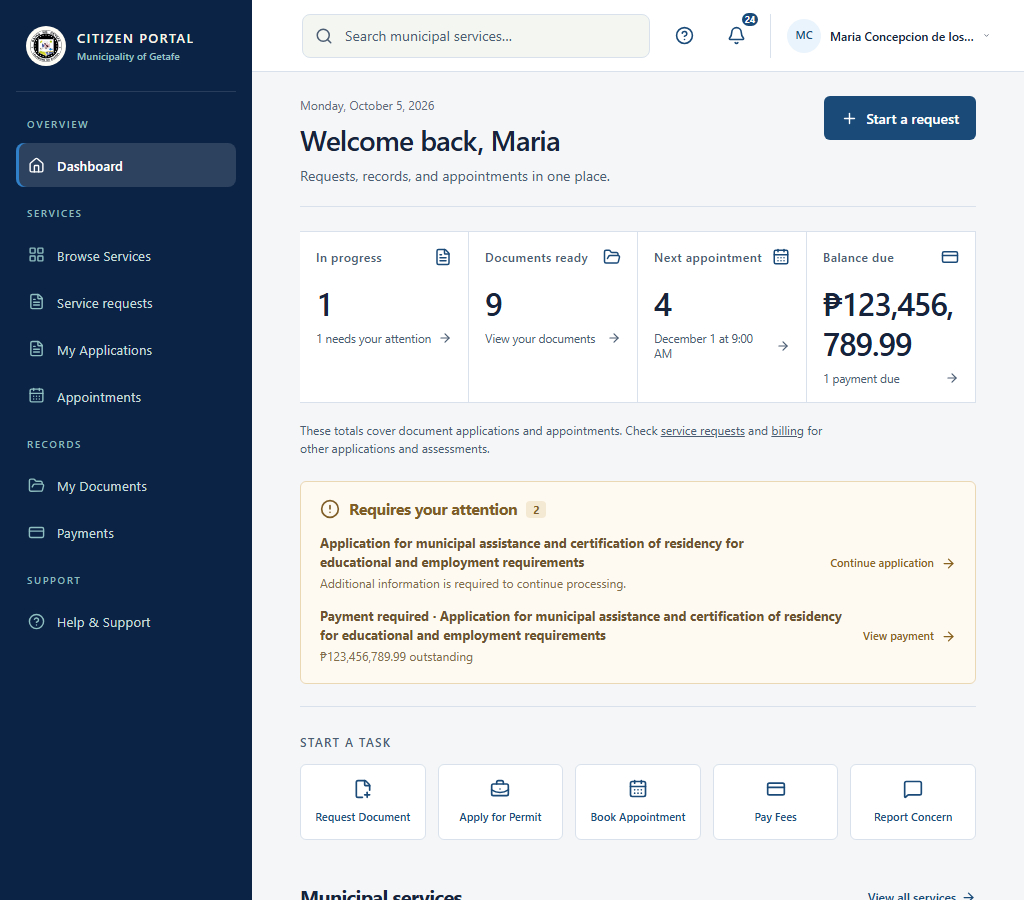 CITIZEN PORTAL
Municipality of Getafe
OVERVIEW
Dashboard
SERVICES
Browse Services
Service requests
My Applications
Appointments
RECORDS
My Documents
Payments
SUPPORT
Help & Support
Search municipal services...
24
MC
Maria Concepcion de los...
Monday, October 5, 2026
Welcome back, Maria
Requests, records, and appointments in one place.
Start a request
In progress
1
1 needs your attention
Documents ready
9
View your documents
Next appointment
4
December 1 at 9:00
AM
Balance due
₱123,456,
789.99
1 payment due
These totals cover document applications and appointments. Check service requests and billing for
other applications and assessments.
Requires your attention 2
Application for municipal assistance and certification of residency for
educational and employment requirements
Additional information is required to continue processing.
Continue application
Payment required · Application for municipal assistance and certification of residency
for educational and employment requirements
₱123,456,789.99 outstanding
View payment
START A TASK
Request Document
Apply for Permit
Book Appointment
Pay Fees
Report Concern
Municipal services
View all services